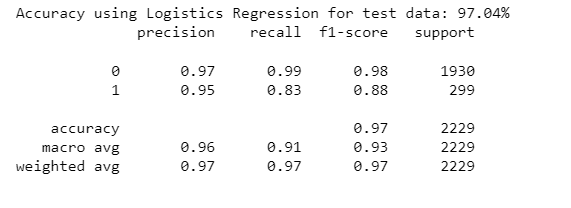 Accuracy using Logistics Regression for test data: 97.04%
precision recall f1-score support
0 0.97 0.99 0.98 1930
1 0.95 0.83 0.88 299
accuracy 0.97 2229
macro avg 0.96 0.91 0.93 2229
weighted avg 0.97 0.97 0.97 2229